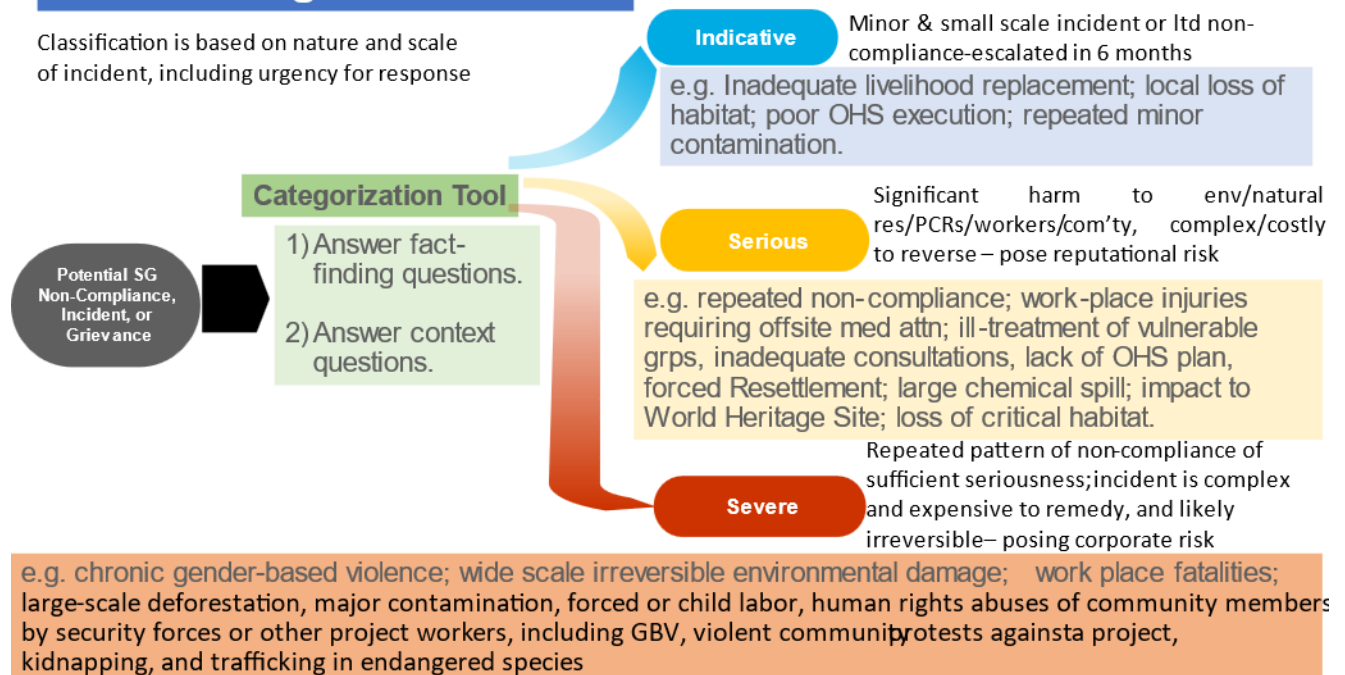 Classification is based on nature and scale
of incident, including urgency for response
Indicative
Minor & small scale incident or ltd non-
compliance-escalated in 6 months
e.g. Inadequate livelihood replacement; local loss of
habitat; poor OHS execution; repeated minor
contamination.
Categorization Tool
1) Answer fact-
finding questions.
2) Answer context
questions.
Potential SG
Non-Compliance,
Incident, or
Grievance
Serious
Significant harm to env/natural
res/PCRs/workers/com’ty, complex/costly
to reverse – pose reputational risk
e.g. repeated non-compliance; work-place injuries
requiring offsite med attn; ill-treatment of vulnerable
grps, inadequate consultations, lack of OHS plan,
forced Resettlement; large chemical spill; impact to
World Heritage Site; loss of critical habitat.
Severe
Repeated pattern of non-compliance of
sufficient seriousness;incident is complex
and expensive to remedy, and likely
irreversible– posing corporate risk
e.g. chronic gender-based violence; wide scale irreversible environmental damage; work place fatalities;
large-scale deforestation, major contamination, forced or child labor, human rights abuses of community members
by security forces or other project workers, including GBV, violent community protests againsta project,
kidnapping, and trafficking in endangered species